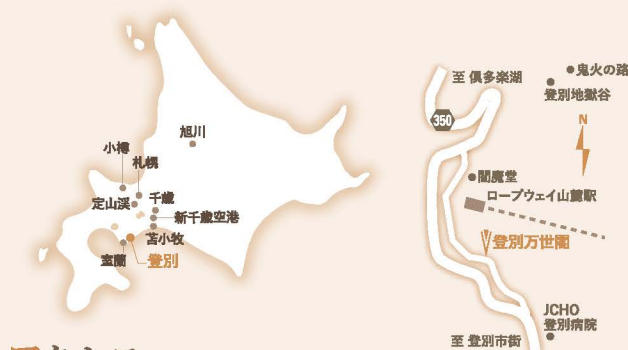 旭川
小樽
札幌
定山渓
千歳
新千歳空港
苫小牧
室蘭
登別
至 倶多楽湖
鬼火の路
登別地獄谷
350
N
閻魔堂
ロープウェイ山麓駅
登別万世閣
JCHO
登別病院
至 登別市街